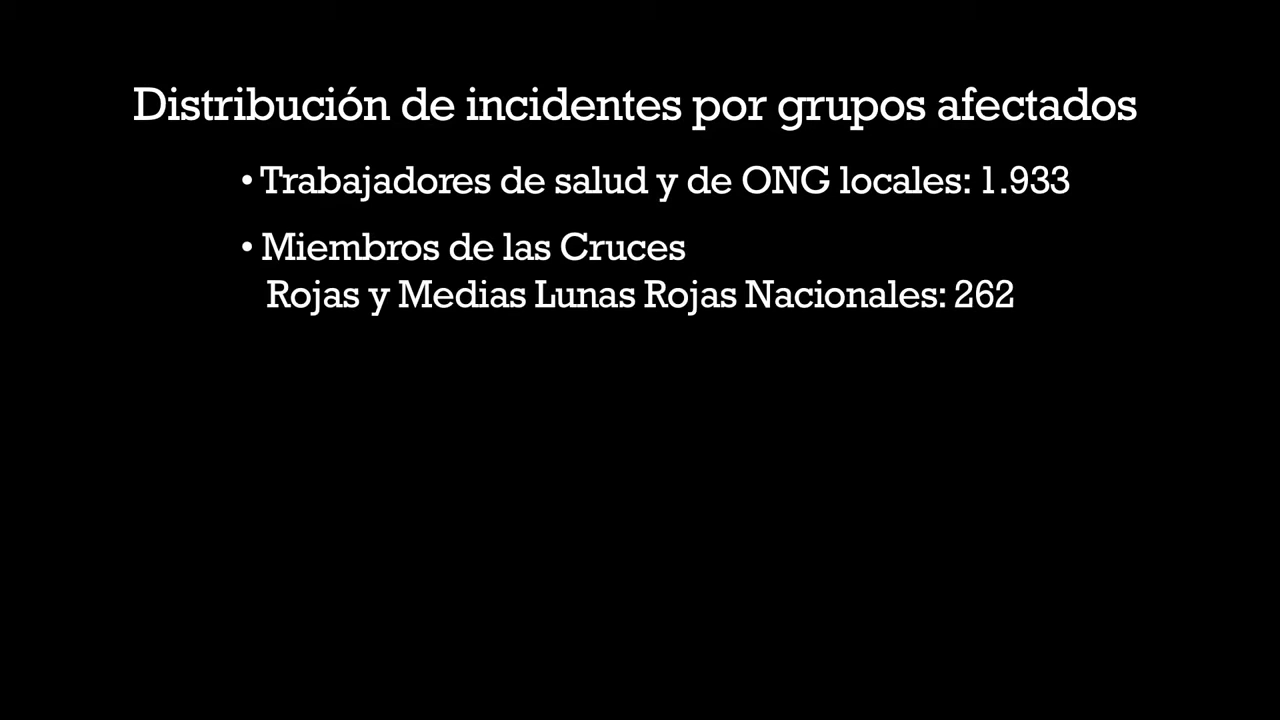 Distribución de incidentes por grupos afectados
• Trabajadores de salud y de ONG locales: 1.933
• Miembros de las Cruces
Rojas y Medias Lunas Rojas Nacionales: 262